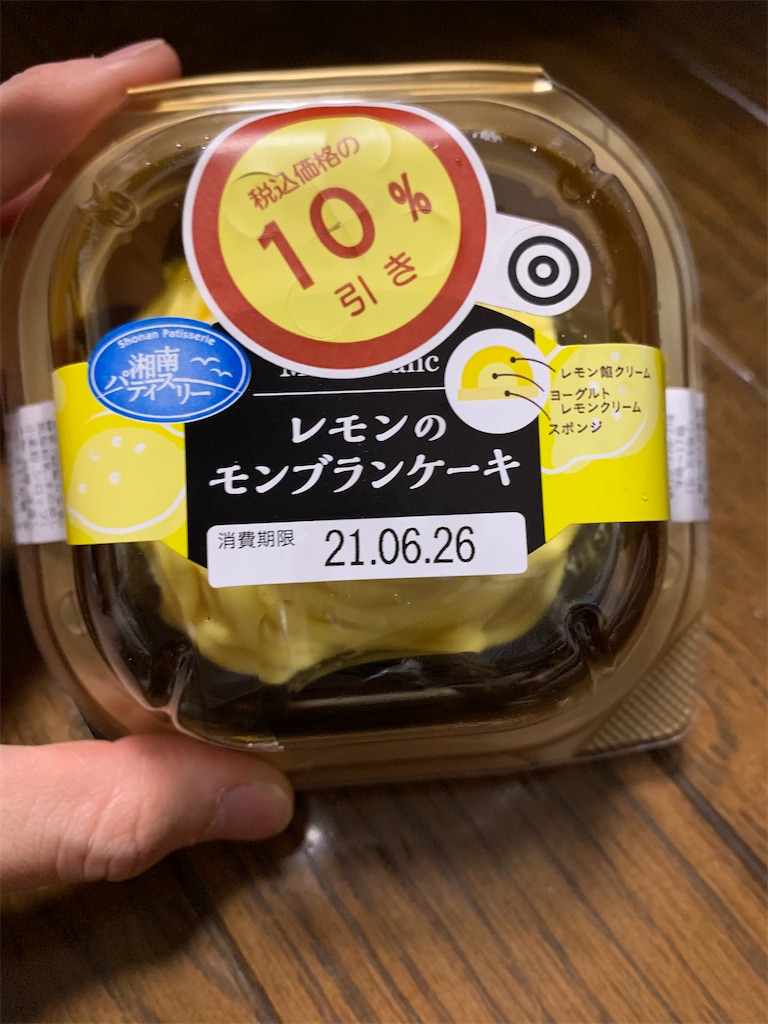 税込価格の
10%
引き
Shonan Patisserie
湘南
パティスリー
レモン餡クリーム
ヨーグルト
レモンクリーム
スポンジ
レモンの
モンブランケーキ
消費期限
21.06.26